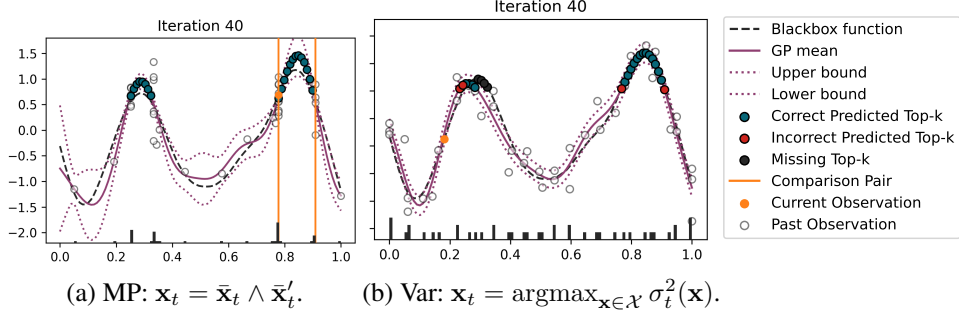 Iteration 40
1.5
1.0
0.5
0.0
−0.5
−1.0
−1.5
−2.0
0.0 0.2 0.4 0.6 0.8 1.0
(a) MP: x_t = x̄_t ∧ x̄′_t.
Iteration 40
0.0 0.2 0.4 0.6 0.8 1.0
(b) Var: x_t = argmax_{x∈𝒳} σ²_t(x).
Blackbox function
GP mean
Upper bound
Lower bound
Correct Predicted Top-k
Incorrect Predicted Top-k
Missing Top-k
Comparison Pair
Current Observation
Past Observation